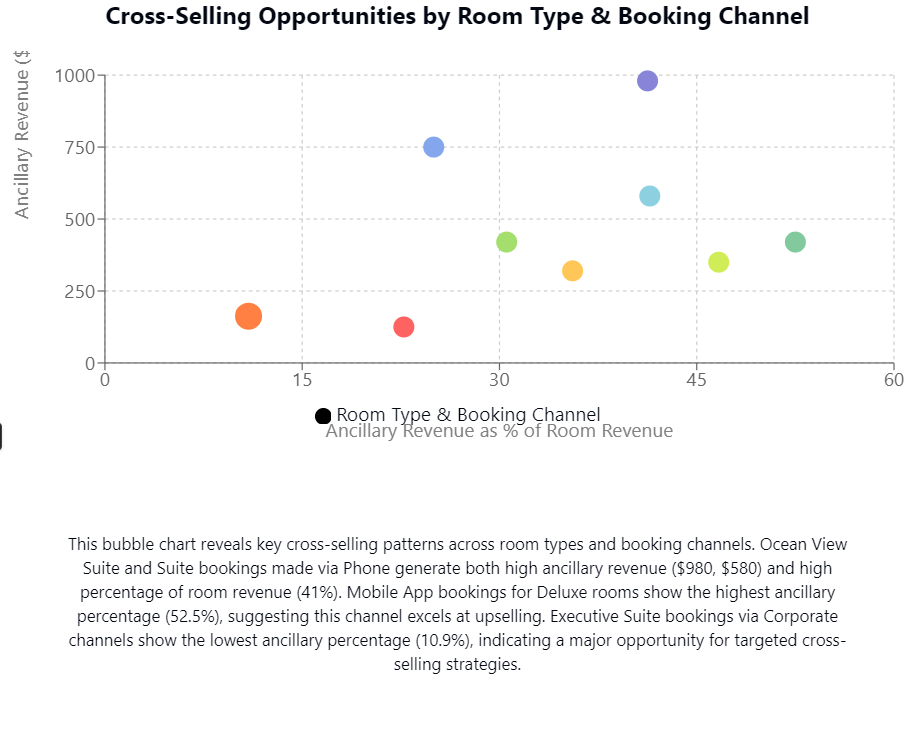 Cross-Selling Opportunities by Room Type & Booking Channel
Ancillary Revenue ($
1000
750
500
250
0
0 15 30 45 60
Room Type & Booking Channel
Ancillary Revenue as % of Room Revenue
This bubble chart reveals key cross-selling patterns across room types and booking channels. Ocean View
Suite and Suite bookings made via Phone generate both high ancillary revenue ($980, $580) and high
percentage of room revenue (41%). Mobile App bookings for Deluxe rooms show the highest ancillary
percentage (52.5%), suggesting this channel excels at upselling. Executive Suite bookings via Corporate
channels show the lowest ancillary percentage (10.9%), indicating a major opportunity for targeted cross-
selling strategies.